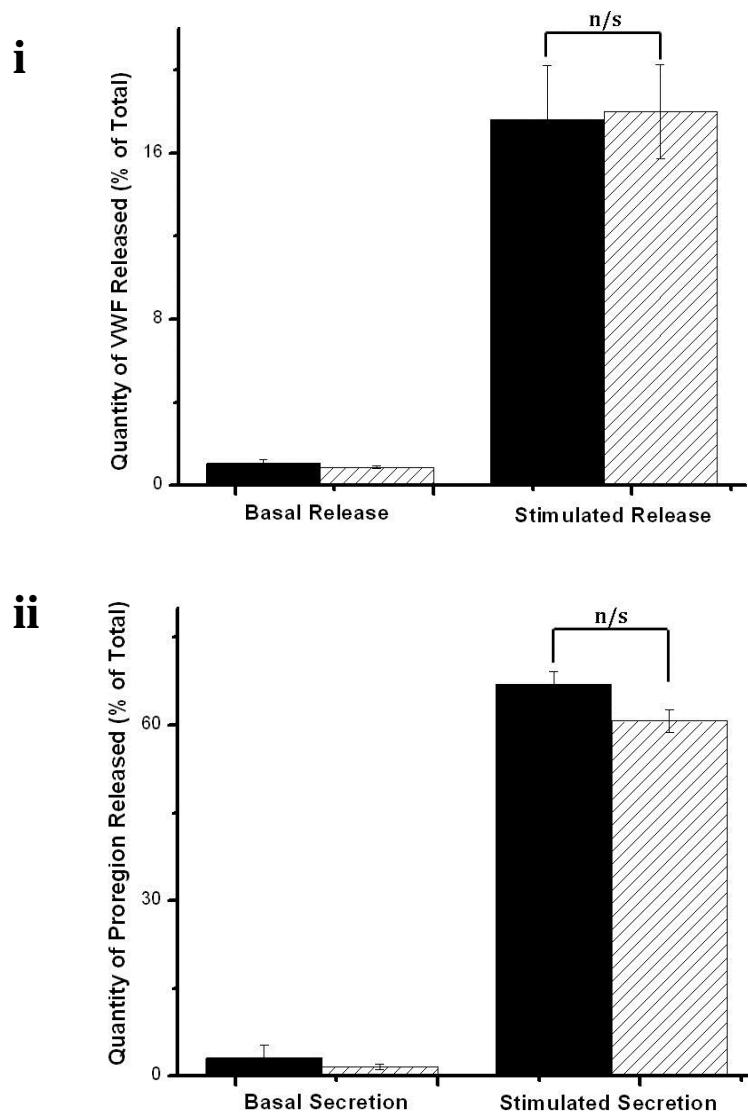 i
n/s
Quantity of VWF Released (% of Total)
16
8
0
Basal Release
Stimulated Release
ii
n/s
Quantity of Proregion Released (% of Total)
60
30
0
Basal Secretion
Stimulated Secretion